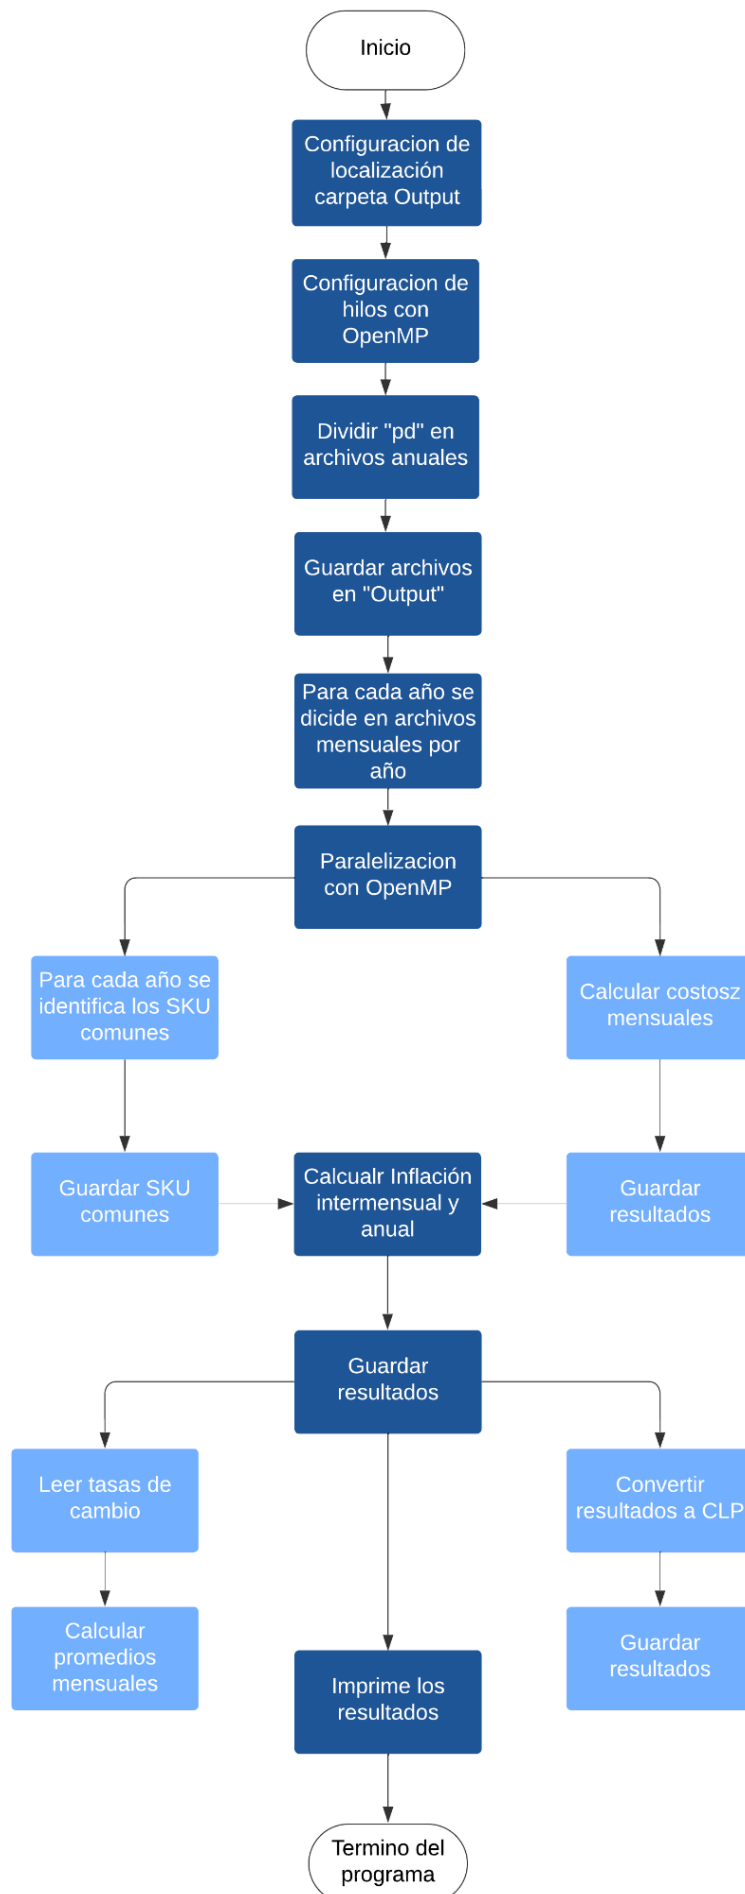 Inicio
Configuracion de
localización
carpeta Output
Configuracion de
hilos con
OpenMP
Dividir "pd" en
archivos anuales
Guardar archivos
en "Output"
Para cada año se
dicide en archivos
mensuales por
año
Paralelizacion
con OpenMP
Para cada año se
identifica los SKU
comunes
Calcular costosz
mensuales
Guardar SKU
comunes
Calcualr Inflación
intermensual y
anual
Guardar
resultados
Guardar
resultados
Leer tasas de
cambio
Convertir
resultados a CLP
Calcular
promedios
mensuales
Guardar
resultados
Imprime los
resultados
Termino del
programa